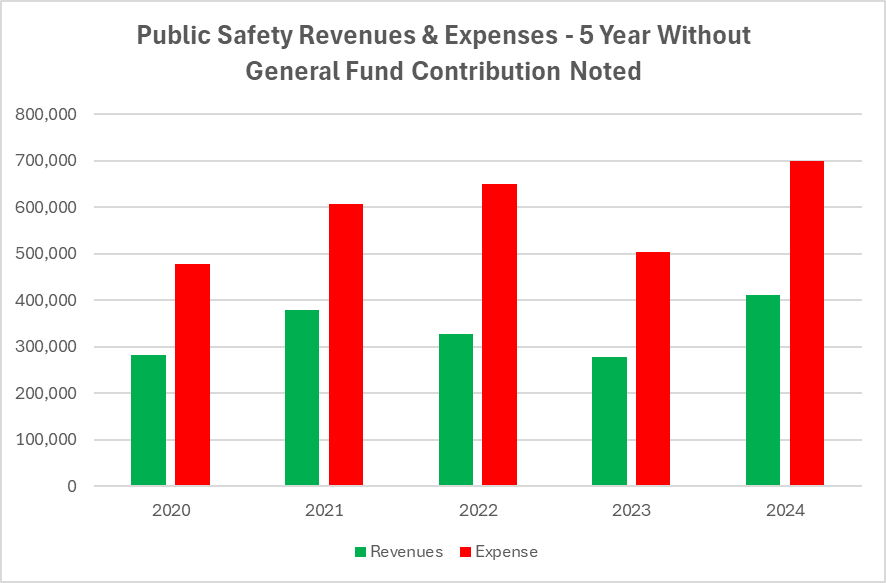 Public Safety Revenues & Expenses - 5 Year Without
General Fund Contribution Noted
800,000
700,000
600,000
500,000
400,000
300,000
200,000
100,000
0
2020 2021 2022 2023 2024
Revenues Expense